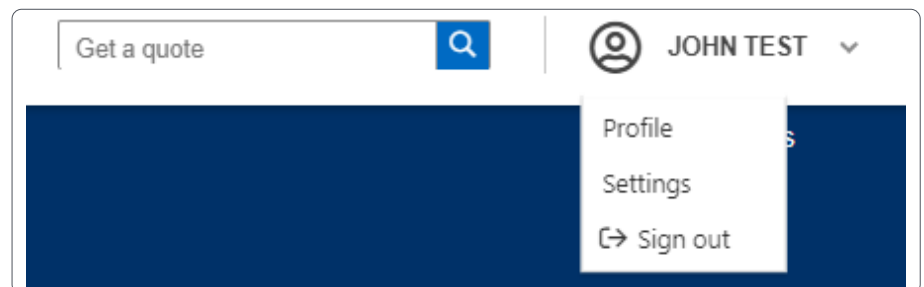 Get a quote
JOHN TEST
Profile
Settings
Sign out